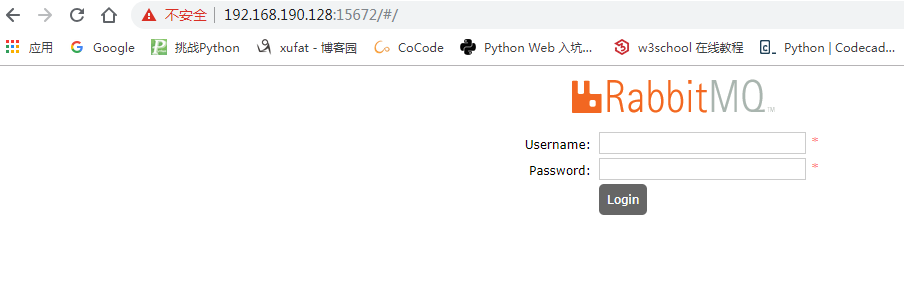 不安全 192.168.190.128:15672/#/
应用 Google 挑战Python xufat - 博客园 CoCode Python Web 入坑... w3school 在线教程 Python | Codecad...
RabbitMQ TM
Username: *
Password: *
Login